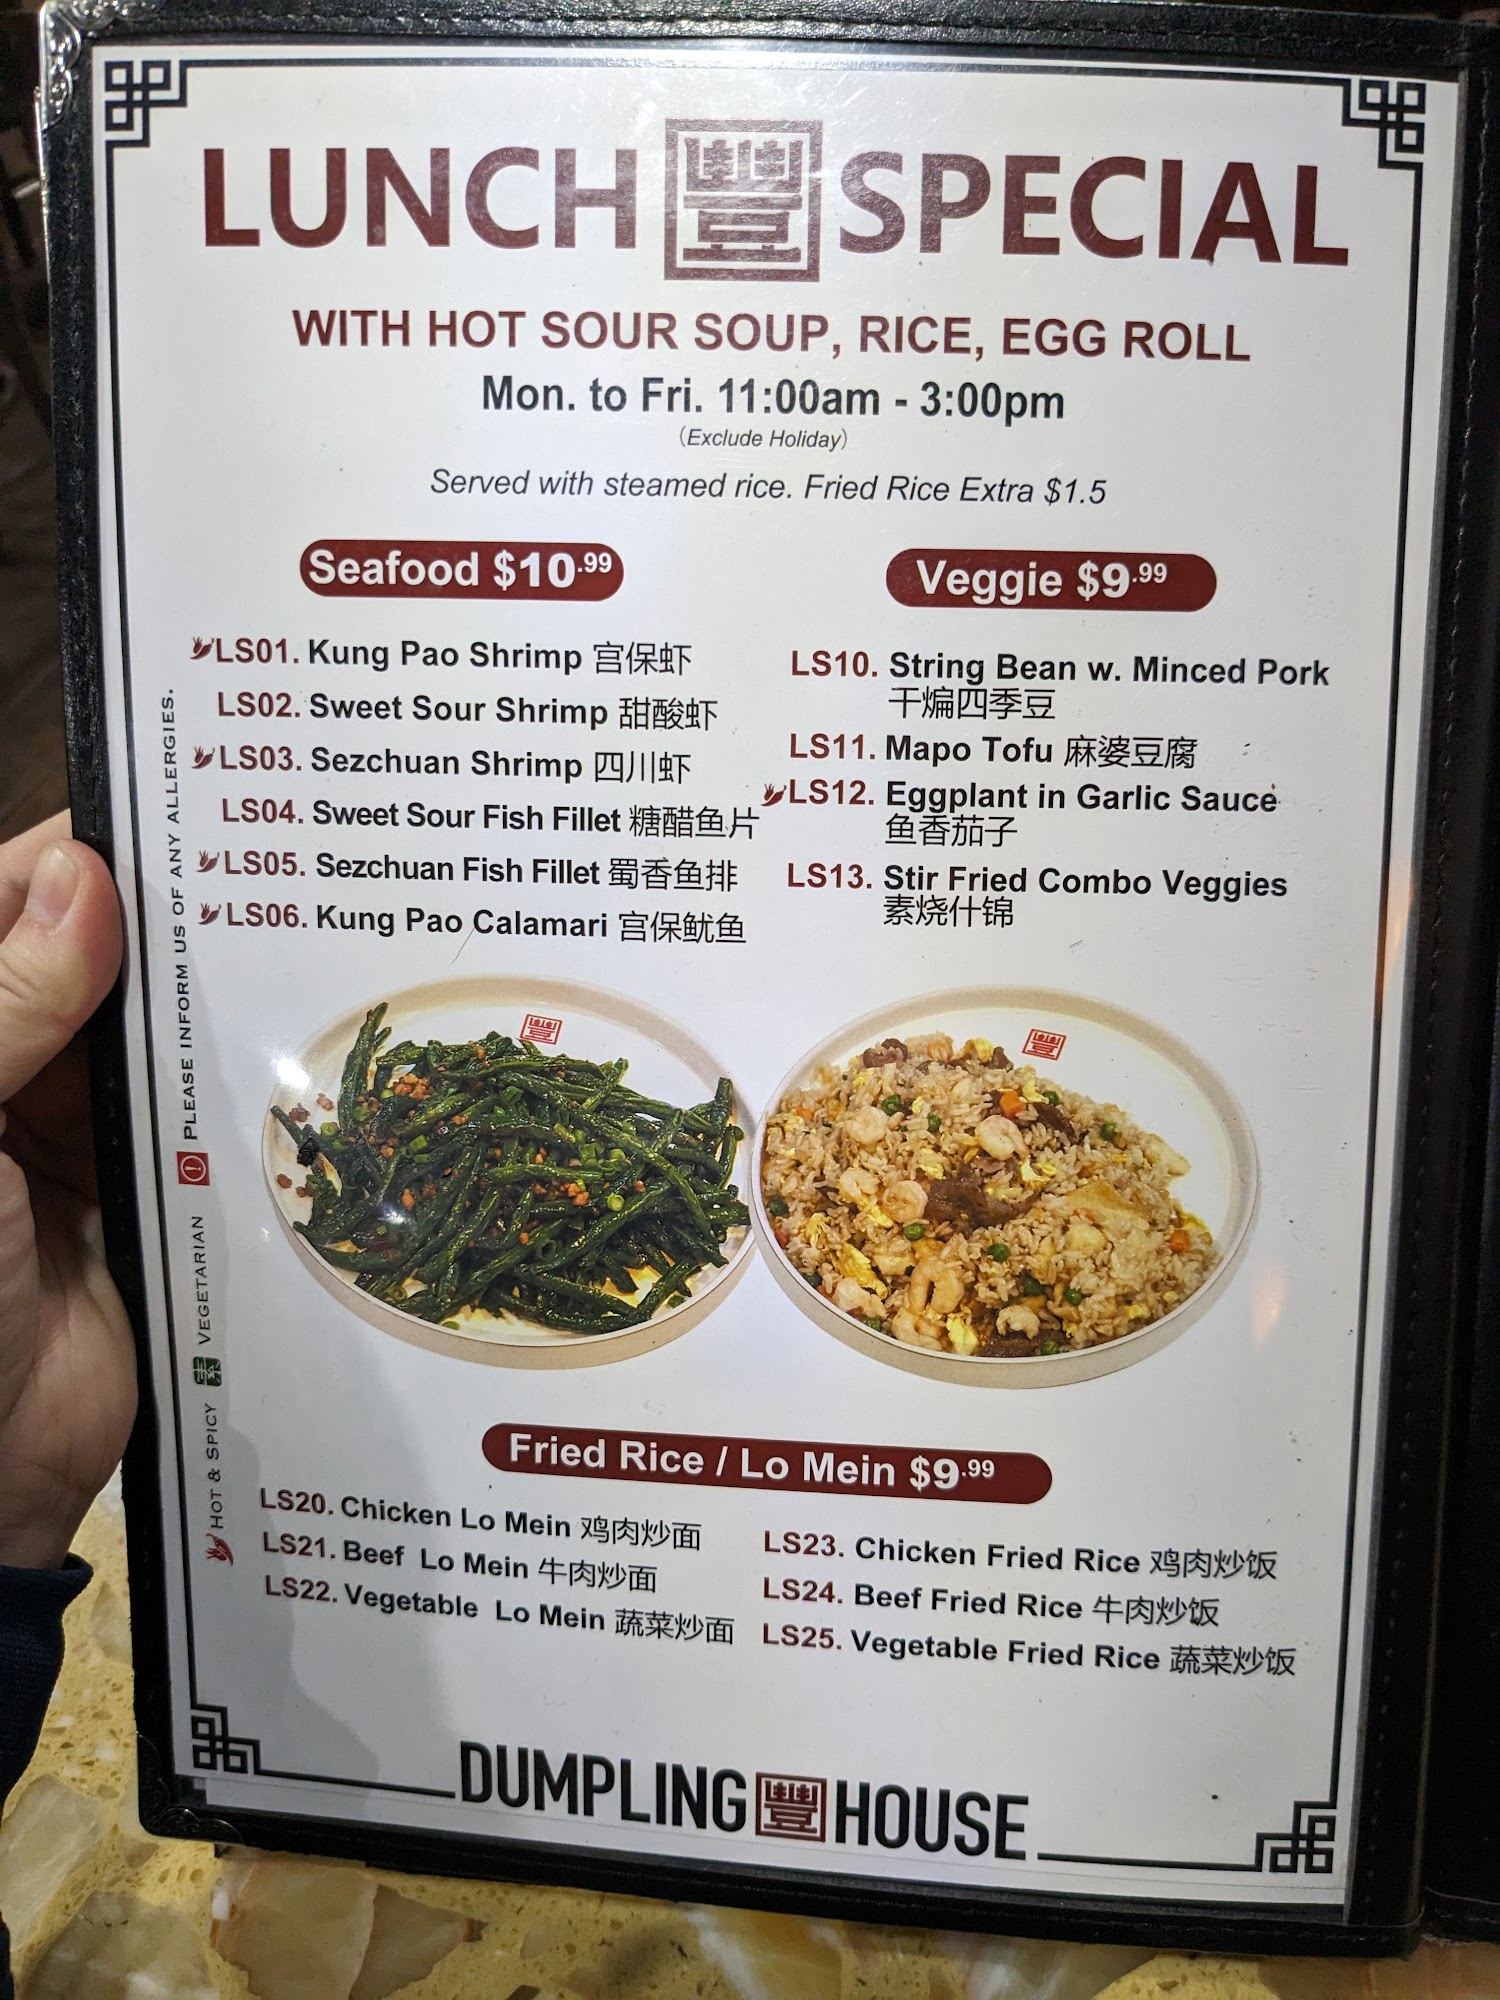 LUNCH 豐 SPECIAL
WITH HOT SOUR SOUP, RICE, EGG ROLL
Mon. to Fri. 11:00am - 3:00pm
(Exclude Holiday)
Served with steamed rice. Fried Rice Extra $1.5
Seafood $10.99
LS01. Kung Pao Shrimp 宫保虾
LS02. Sweet Sour Shrimp 甜酸虾
LS03. Sezchuan Shrimp 四川虾
LS04. Sweet Sour Fish Fillet 糖醋鱼片
LS05. Sezchuan Fish Fillet 蜀香鱼排
LS06. Kung Pao Calamari 宫保鱿鱼
Veggie $9.99
LS10. String Bean w. Minced Pork
干煸四季豆
LS11. Mapo Tofu 麻婆豆腐
LS12. Eggplant in Garlic Sauce
鱼香茄子
LS13. Stir Fried Combo Veggies
素烧什锦
豐
豐
Fried Rice / Lo Mein $9.99
LS20. Chicken Lo Mein 鸡肉炒面
LS21. Beef Lo Mein 牛肉炒面
LS22. Vegetable Lo Mein 蔬菜炒面
LS23. Chicken Fried Rice 鸡肉炒饭
LS24. Beef Fried Rice 牛肉炒饭
LS25. Vegetable Fried Rice 蔬菜炒饭
HOT & SPICY 素 VEGETARIAN ! PLEASE INFORM US OF ANY ALLERGIES.
DUMPLING 豐 HOUSE